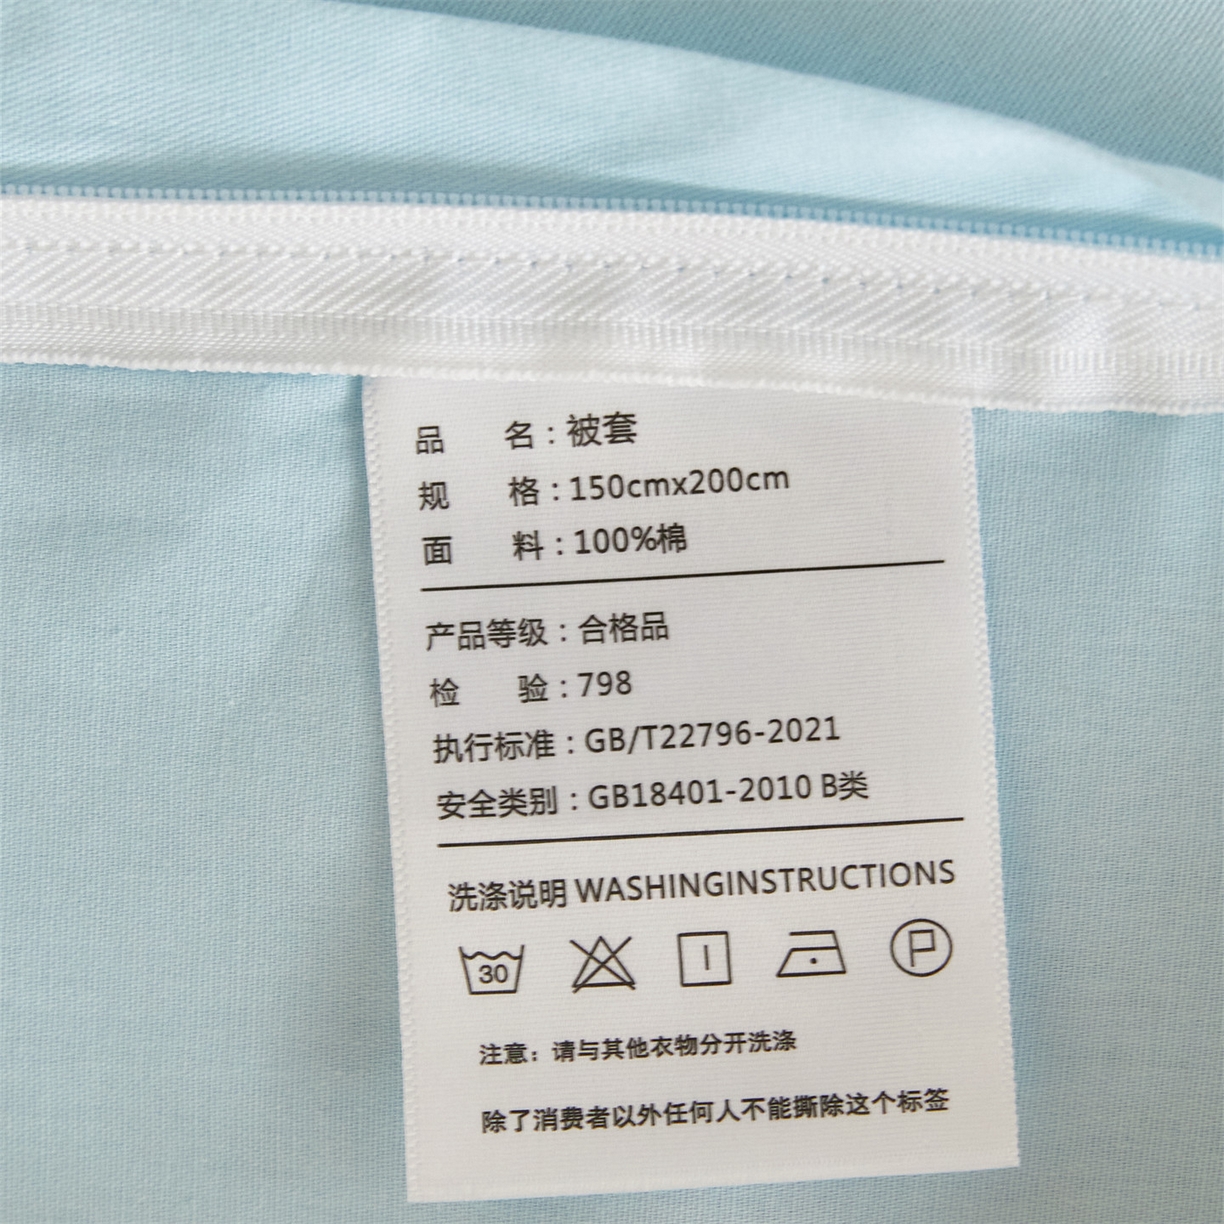 品 名：被套
规 格：150cmx200cm
面 料：100%棉
产品等级：合格品
检 验：798
执行标准：GB/T22796-2021
安全类别：GB18401-2010 B类
洗涤说明 WASHINGINSTRUCTIONS
30 P
注意：请与其他衣物分开洗涤
除了消费者以外任何人不能撕除这个标签